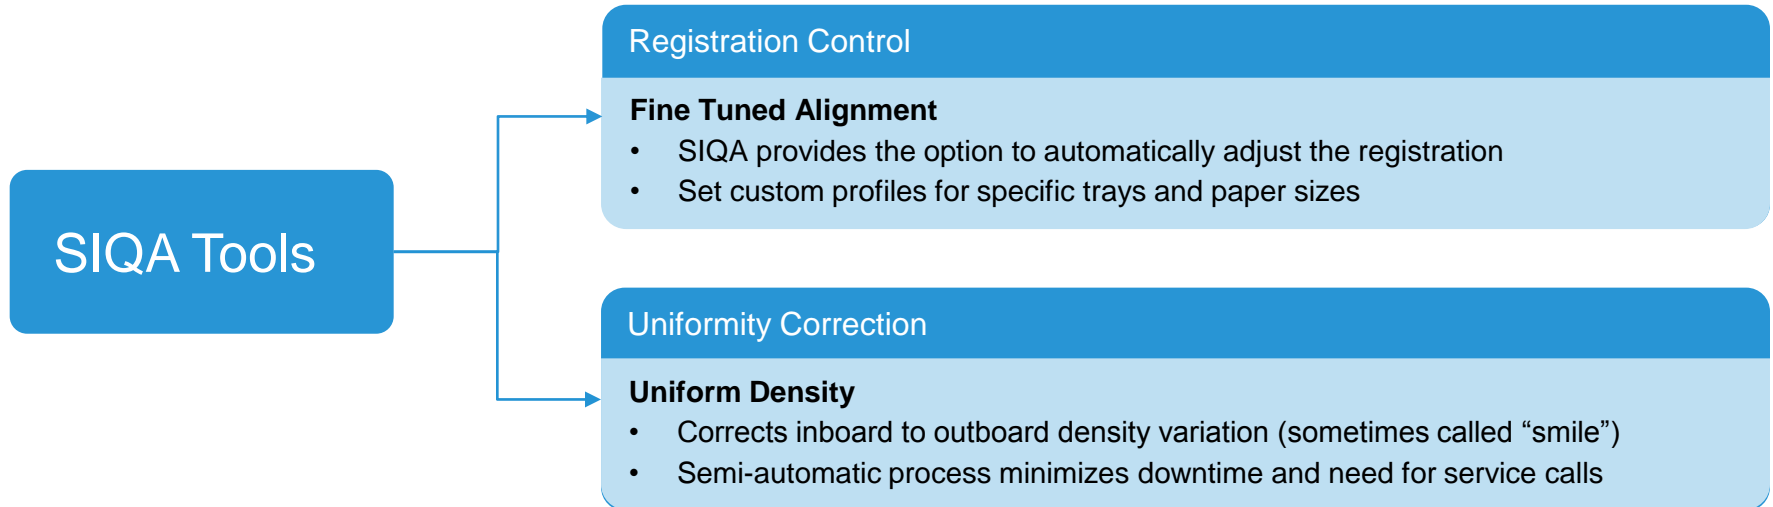 SIQA Tools
Registration Control
Fine Tuned Alignment
• SIQA provides the option to automatically adjust the registration
• Set custom profiles for specific trays and paper sizes
Uniformity Correction
Uniform Density
• Corrects inboard to outboard density variation (sometimes called “smile”)
• Semi-automatic process minimizes downtime and need for service calls